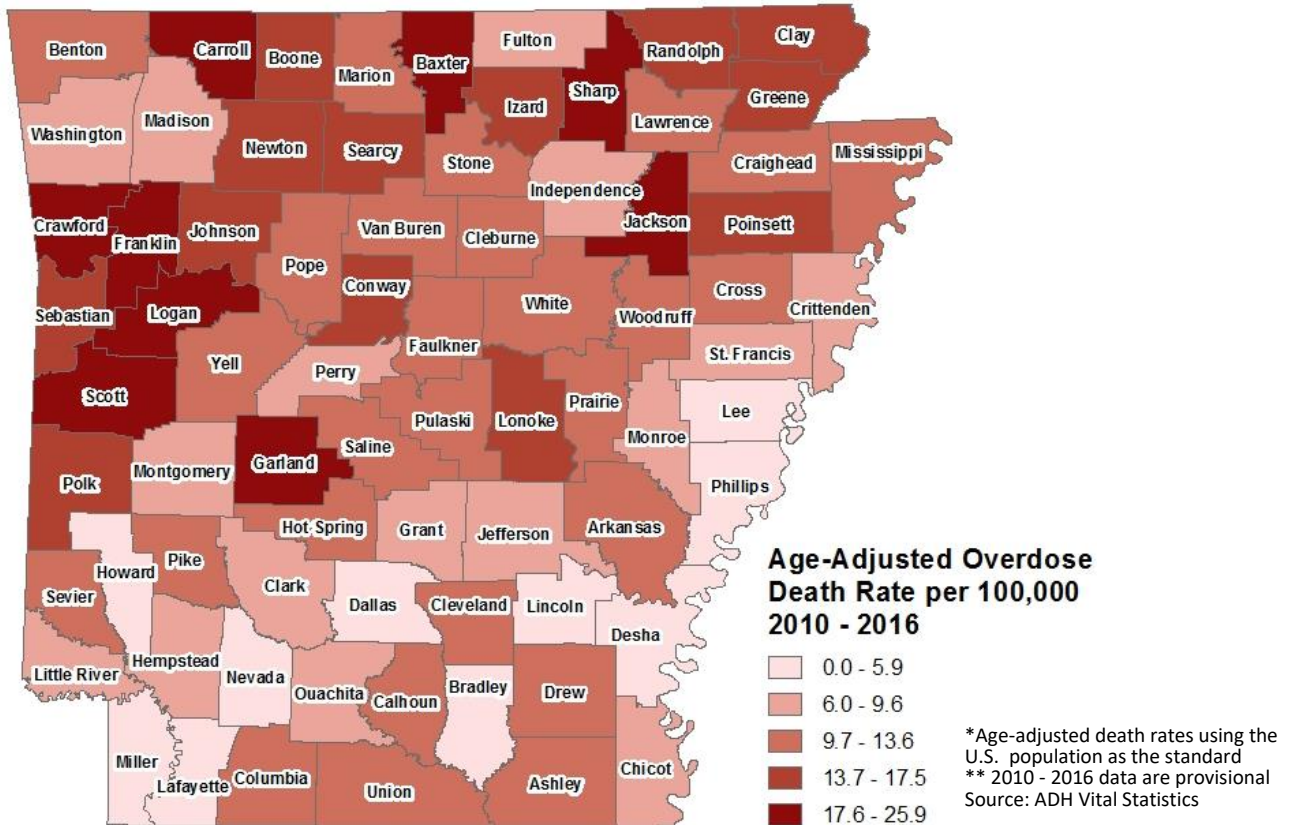 Benton
Carroll
Boone
Marion
Baxter
Fulton
Sharp
Randolph
Clay
Washington
Madison
Newton
Searcy
Izard
Stone
Lawrence
Greene
Independence
Craighead
Mississippi
Crawford
Franklin
Johnson
Pope
Van Buren
Cleburne
Jackson
Poinsett
Sebastian
Logan
Conway
White
Woodruff
Cross
Crittenden
Scott
Yell
Perry
Faulkner
St. Francis
Polk
Montgomery
Garland
Saline
Pulaski
Lonoke
Prairie
Monroe
Lee
Phillips
Howard
Pike
Hot Spring
Grant
Jefferson
Arkansas
Sevier
Clark
Dallas
Cleveland
Lincoln
Desha
Little River
Hempstead
Nevada
Ouachita
Calhoun
Bradley
Drew
Miller
Lafayette
Columbia
Union
Ashley
Chicot
Age-Adjusted Overdose
Death Rate per 100,000
2010 - 2016
0.0 - 5.9
6.0 - 9.6
9.7 - 13.6
13.7 - 17.5
17.6 - 25.9
*Age-adjusted death rates using the
U.S. population as the standard
** 2010 - 2016 data are provisional
Source: ADH Vital Statistics